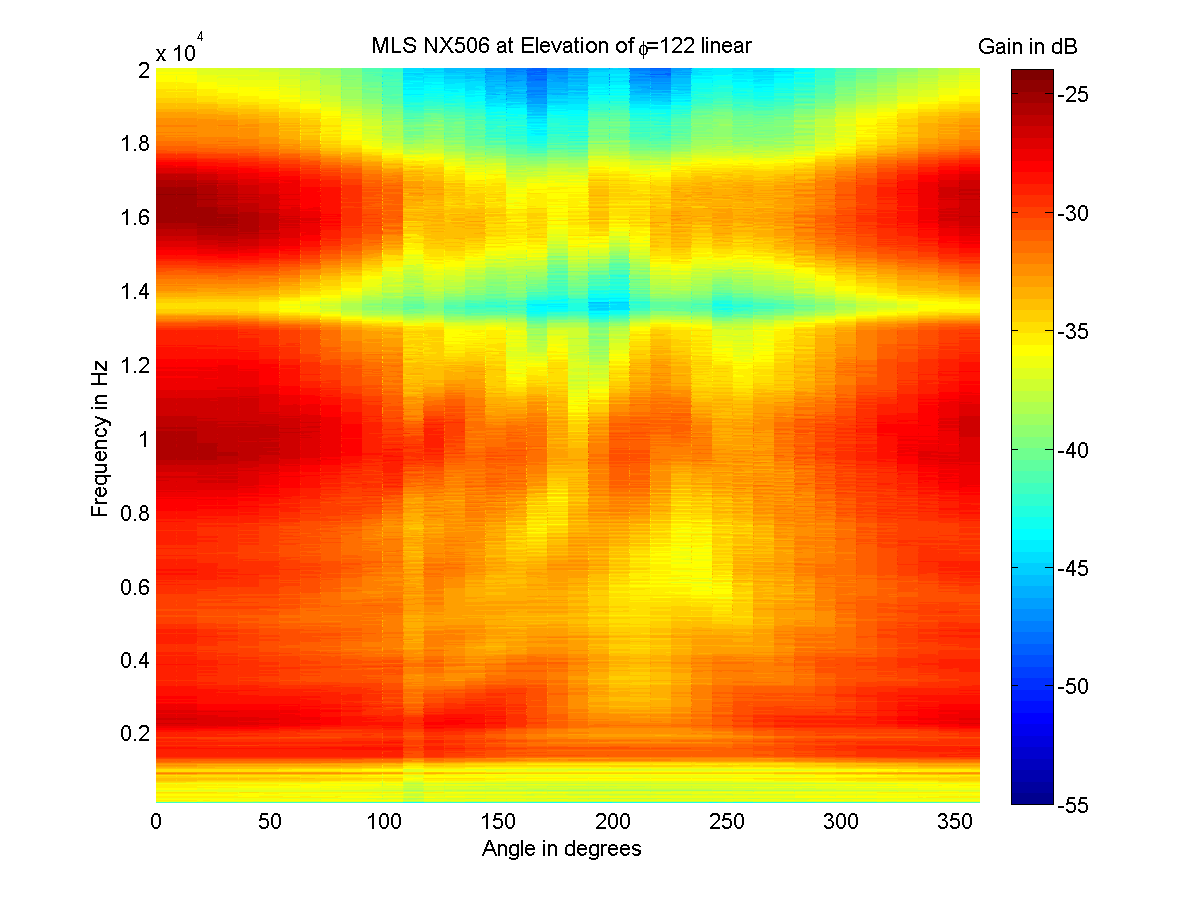 MLS NX506 at Elevation of ϕ=122 linear
Gain in dB
x 10^4
2
1.8
1.6
1.4
1.2
1
0.8
0.6
0.4
0.2
Frequency in Hz
0 50 100 150 200 250 300 350
Angle in degrees
-25
-30
-35
-40
-45
-50
-55